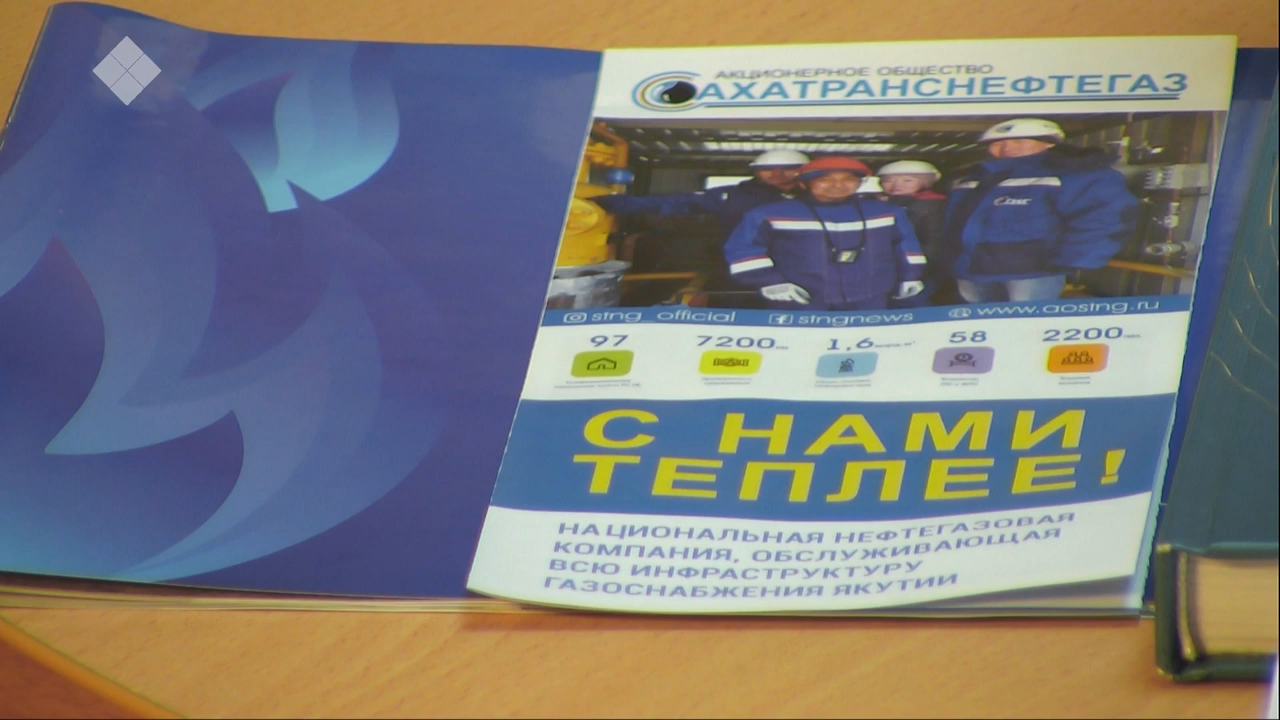 АКЦИОНЕРНОЕ ОБЩЕСТВО
САХАТРАНСНЕФТЕГАЗ
stng_official stngnews www.aostng.ru
97 7200 1,6 58 2200
С НАМИ
ТЕПЛЕЕ!
НАЦИОНАЛЬНАЯ НЕФТЕГАЗОВАЯ
КОМПАНИЯ, ОБСЛУЖИВАЮЩАЯ
ВСЮ ИНФРАСТРУКТУРУ
ГАЗОСНАБЖЕНИЯ ЯКУТИИ